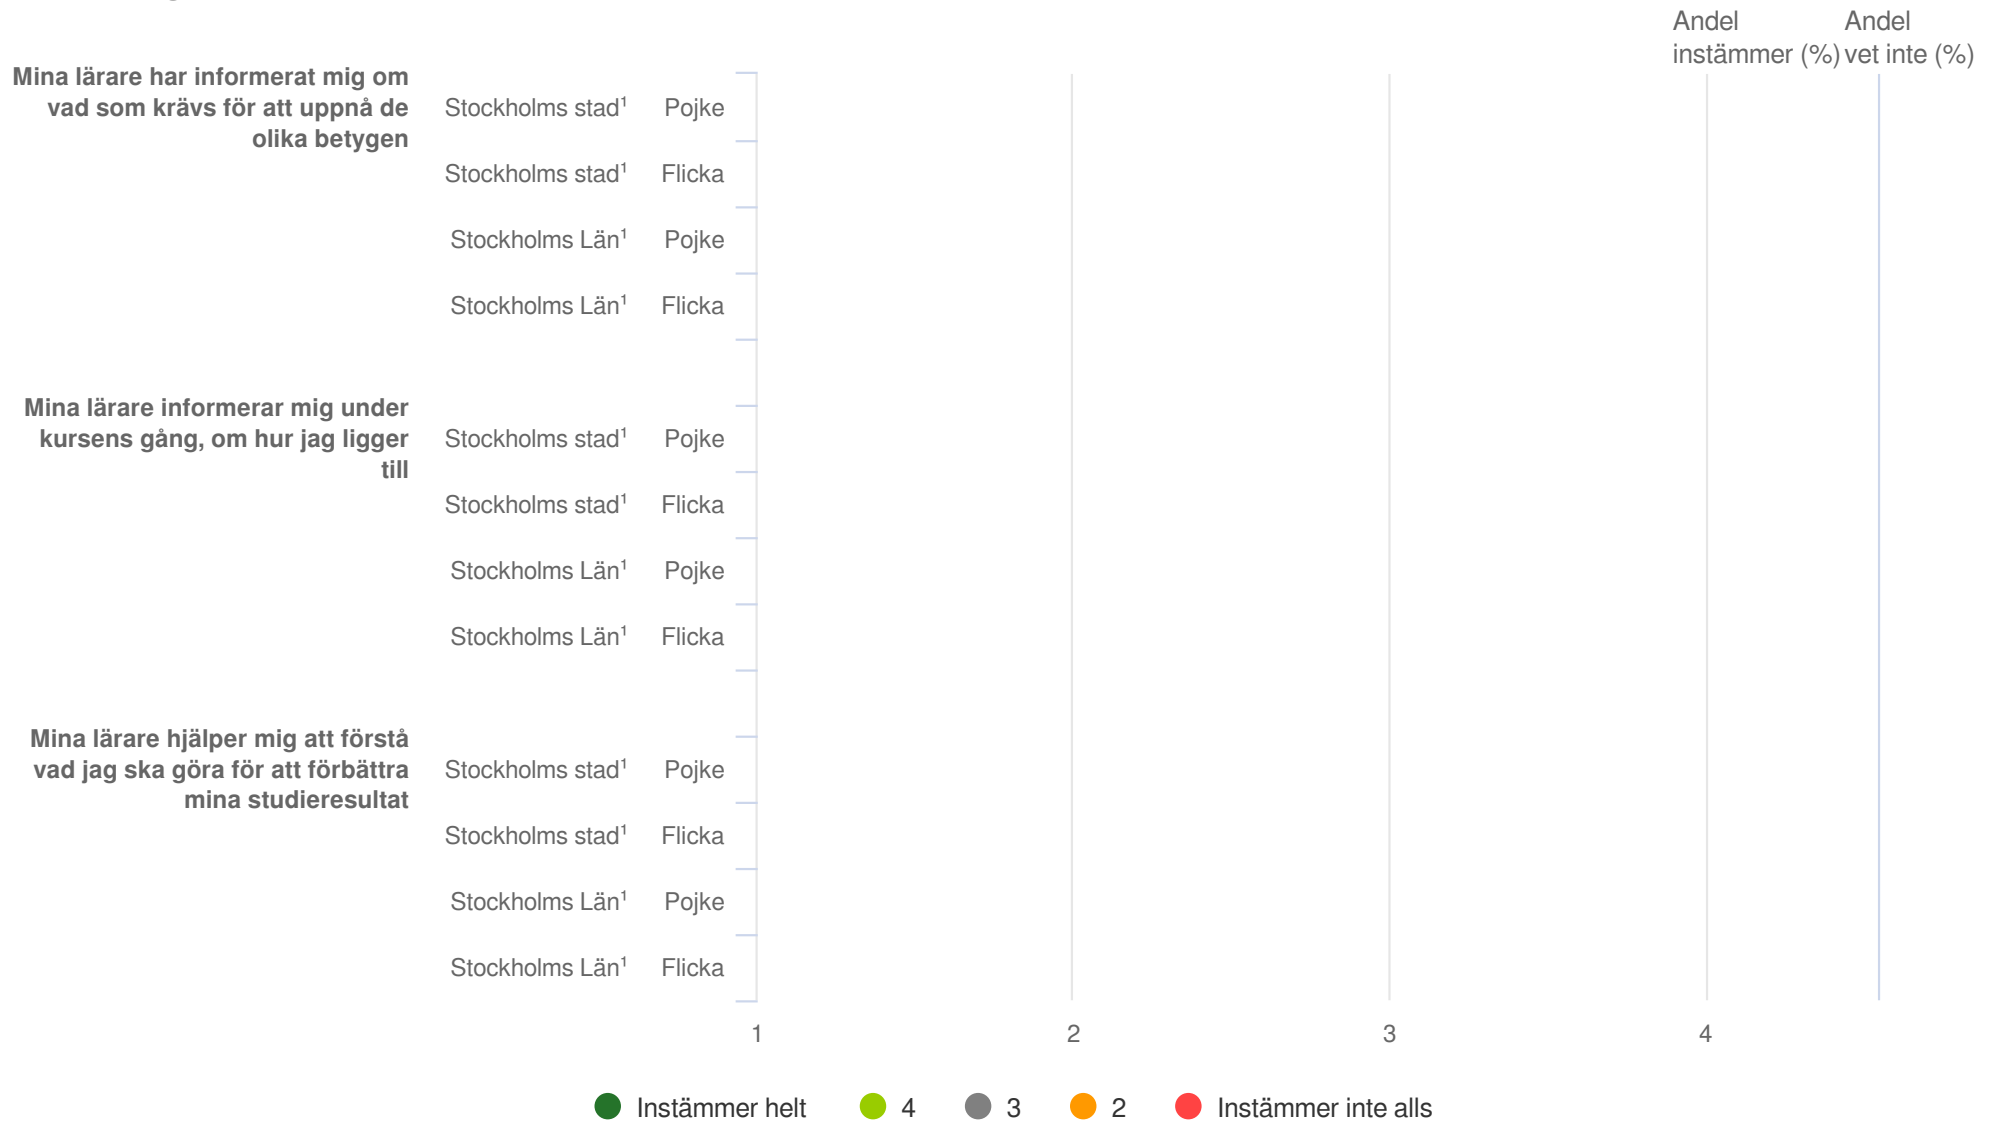 Andel
instämmer (%)
Andel
vet inte (%)
Mina lärare har informerat mig om
vad som krävs för att uppnå de
olika betygen
Stockholms stad¹ Pojke
Stockholms stad¹ Flicka
Stockholms Län¹ Pojke
Stockholms Län¹ Flicka
Mina lärare informerar mig under
kursens gång, om hur jag ligger
till
Stockholms stad¹ Pojke
Stockholms stad¹ Flicka
Stockholms Län¹ Pojke
Stockholms Län¹ Flicka
Mina lärare hjälper mig att förstå
vad jag ska göra för att förbättra
mina studieresultat
Stockholms stad¹ Pojke
Stockholms stad¹ Flicka
Stockholms Län¹ Pojke
Stockholms Län¹ Flicka
1 2 3 4
Instämmer helt 4 3 2 Instämmer inte alls